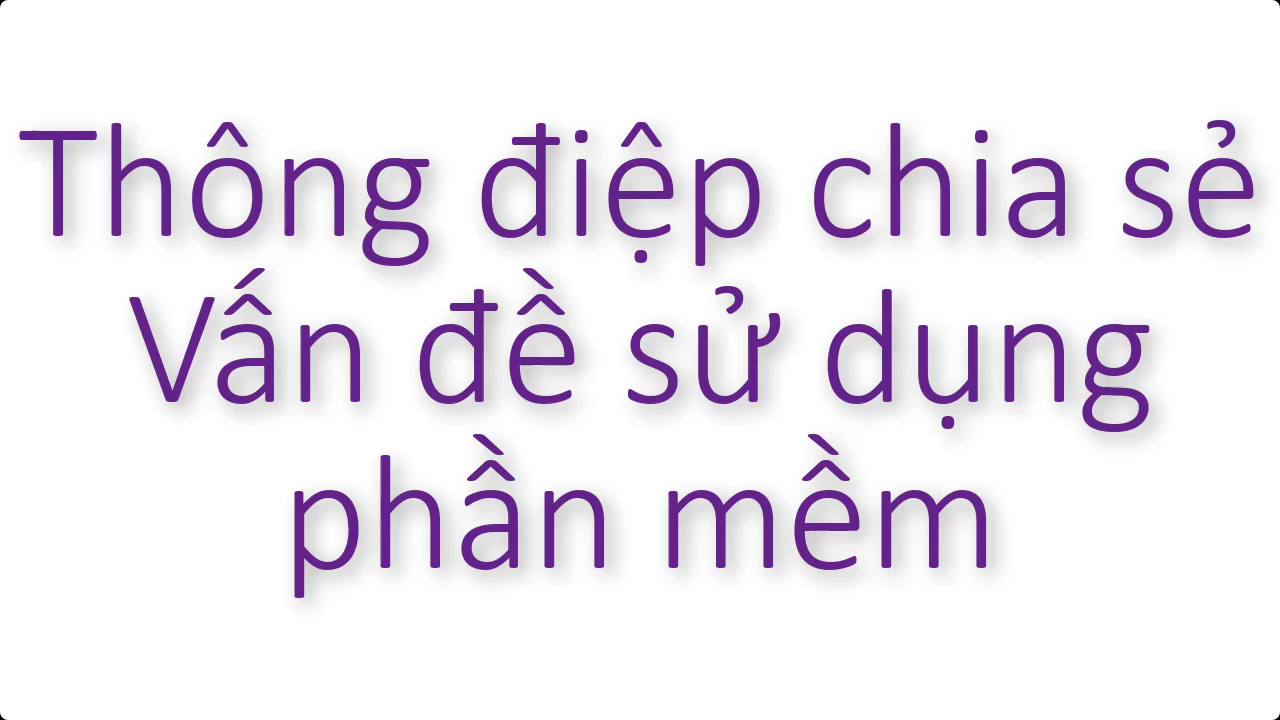 Thông điệp chia sẻ
Vấn đề sử dụng
phần mềm